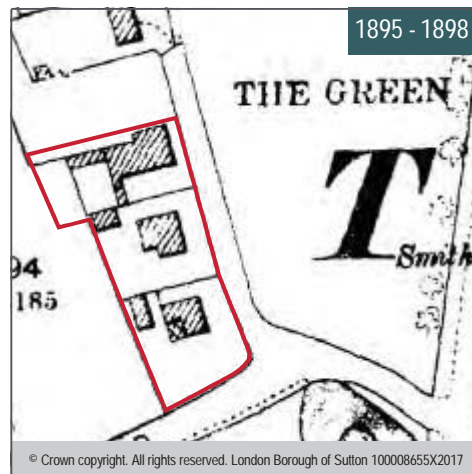 1895 - 1898
THE GREEN
T
Smith
94
185
© Crown copyright. All rights reserved. London Borough of Sutton 100008655X2017